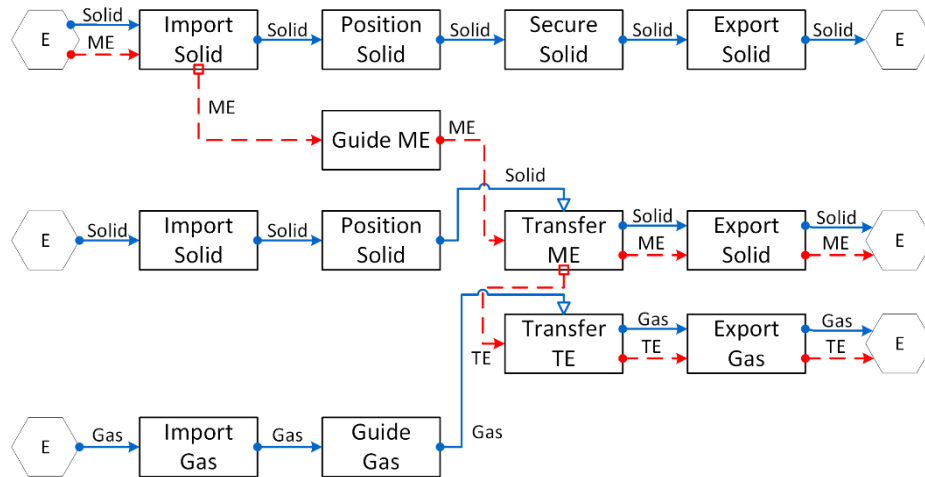 Solid
E
ME
Import
Solid
Solid
Position
Solid
Solid
Secure
Solid
Solid
Export
Solid
Solid
E
ME
Guide ME
ME
Solid
E
Solid
Import
Solid
Solid
Position
Solid
Transfer
ME
Solid
ME
Export
Solid
Solid
ME
E
TE
Transfer
TE
Gas
TE
Export
Gas
Gas
TE
E
E
Gas
Import
Gas
Gas
Guide
Gas
Gas